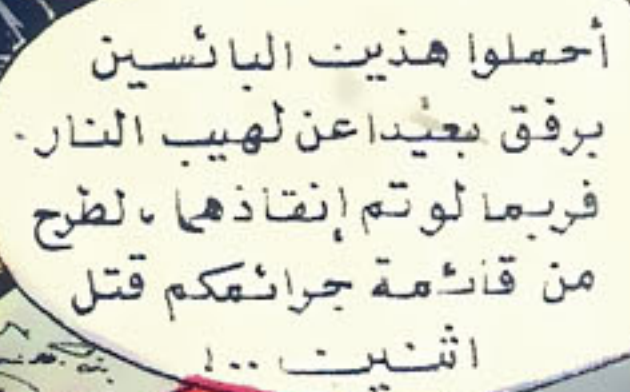 أحملوا هذين البائسين
برفق بعيدا عن لهيب النار.
فربما لو تم إنقاذهما، لطرح
من قائمة جرائمكم قتل
اثنين ..!